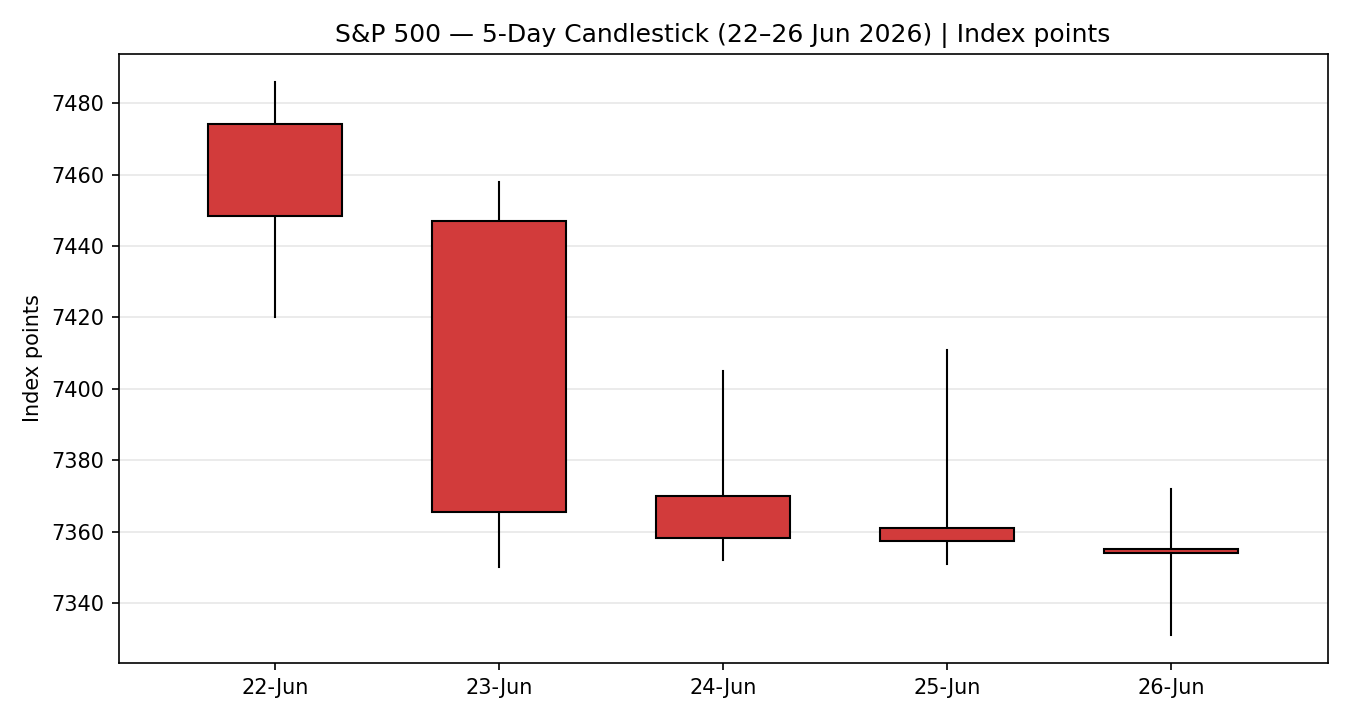 S&P 500 — 5-Day Candlestick (22–26 Jun 2026) | Index points
Index points
7480
7460
7440
7420
7400
7380
7360
7340
22-Jun
23-Jun
24-Jun
25-Jun
26-Jun